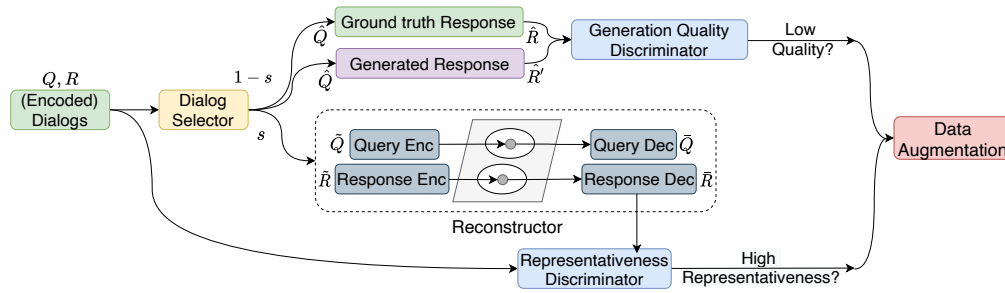 Ground truth Response
Q̂
R̂
Generated Response
Q̂
R̂′
Generation Quality
Discriminator
Low
Quality?
1 − s
Q, R
(Encoded)
Dialogs
Dialog
Selector
s
Q̃
Query Enc
Query Dec
Q̄
R̃
Response Enc
Response Dec
R̄
Reconstructor
Data
Augmentation
Representativeness
Discriminator
High
Representativeness?